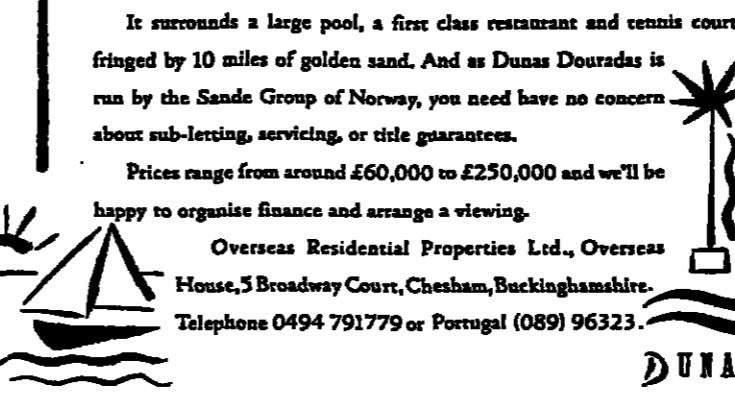 It surrounds a large pool, a first class restaurant and tennis court
fringed by 10 miles of golden sand. And as Dunas Douradas is
run by the Sande Group of Norway, you need have no concern
about sub-letting, servicing, or title guarantees.
Prices range from around £60,000 to £250,000 and we'll be
happy to organise finance and arrange a viewing.
Overseas Residential Properties Ltd., Overseas
House, 5 Broadway Court, Chesham, Buckinghamshire.
Telephone 0494 791779 or Portugal (089) 96323.
DUNA